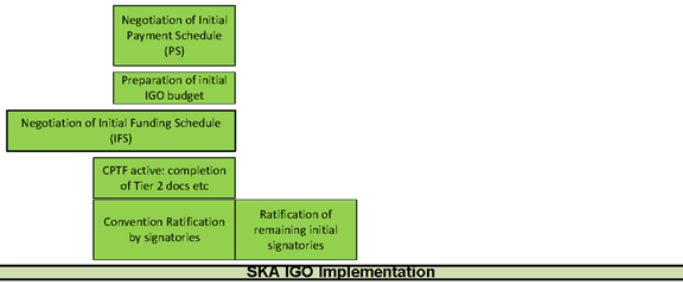 Negotiation of Initial
Payment Schedule
(PS)
Preparation of initial
IGO budget
Negotiation of Initial Funding Schedule
(IFS)
CPTF active: completion
of Tier 2 docs etc
Convention Ratification
by signatories
Ratification of
remaining initial
signatories
SKA IGO Implementation